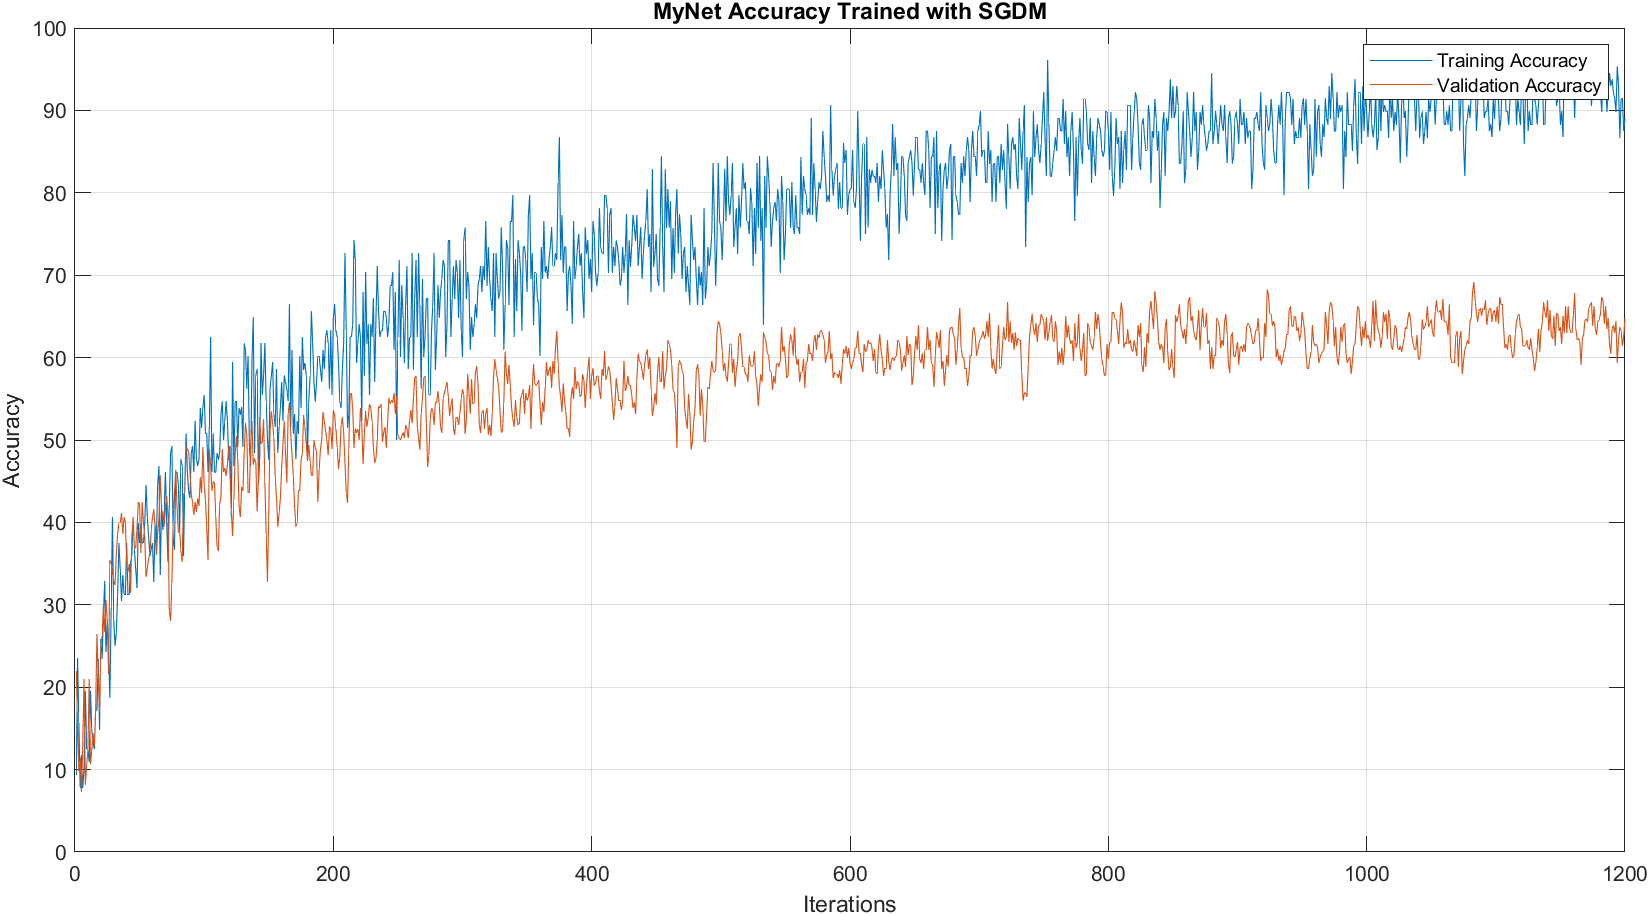 MyNet Accuracy Trained with SGDM
100
90
80
70
60
50
40
30
20
10
0
Accuracy
Training Accuracy
Validation Accuracy
0 200 400 600 800 1000 1200
Iterations